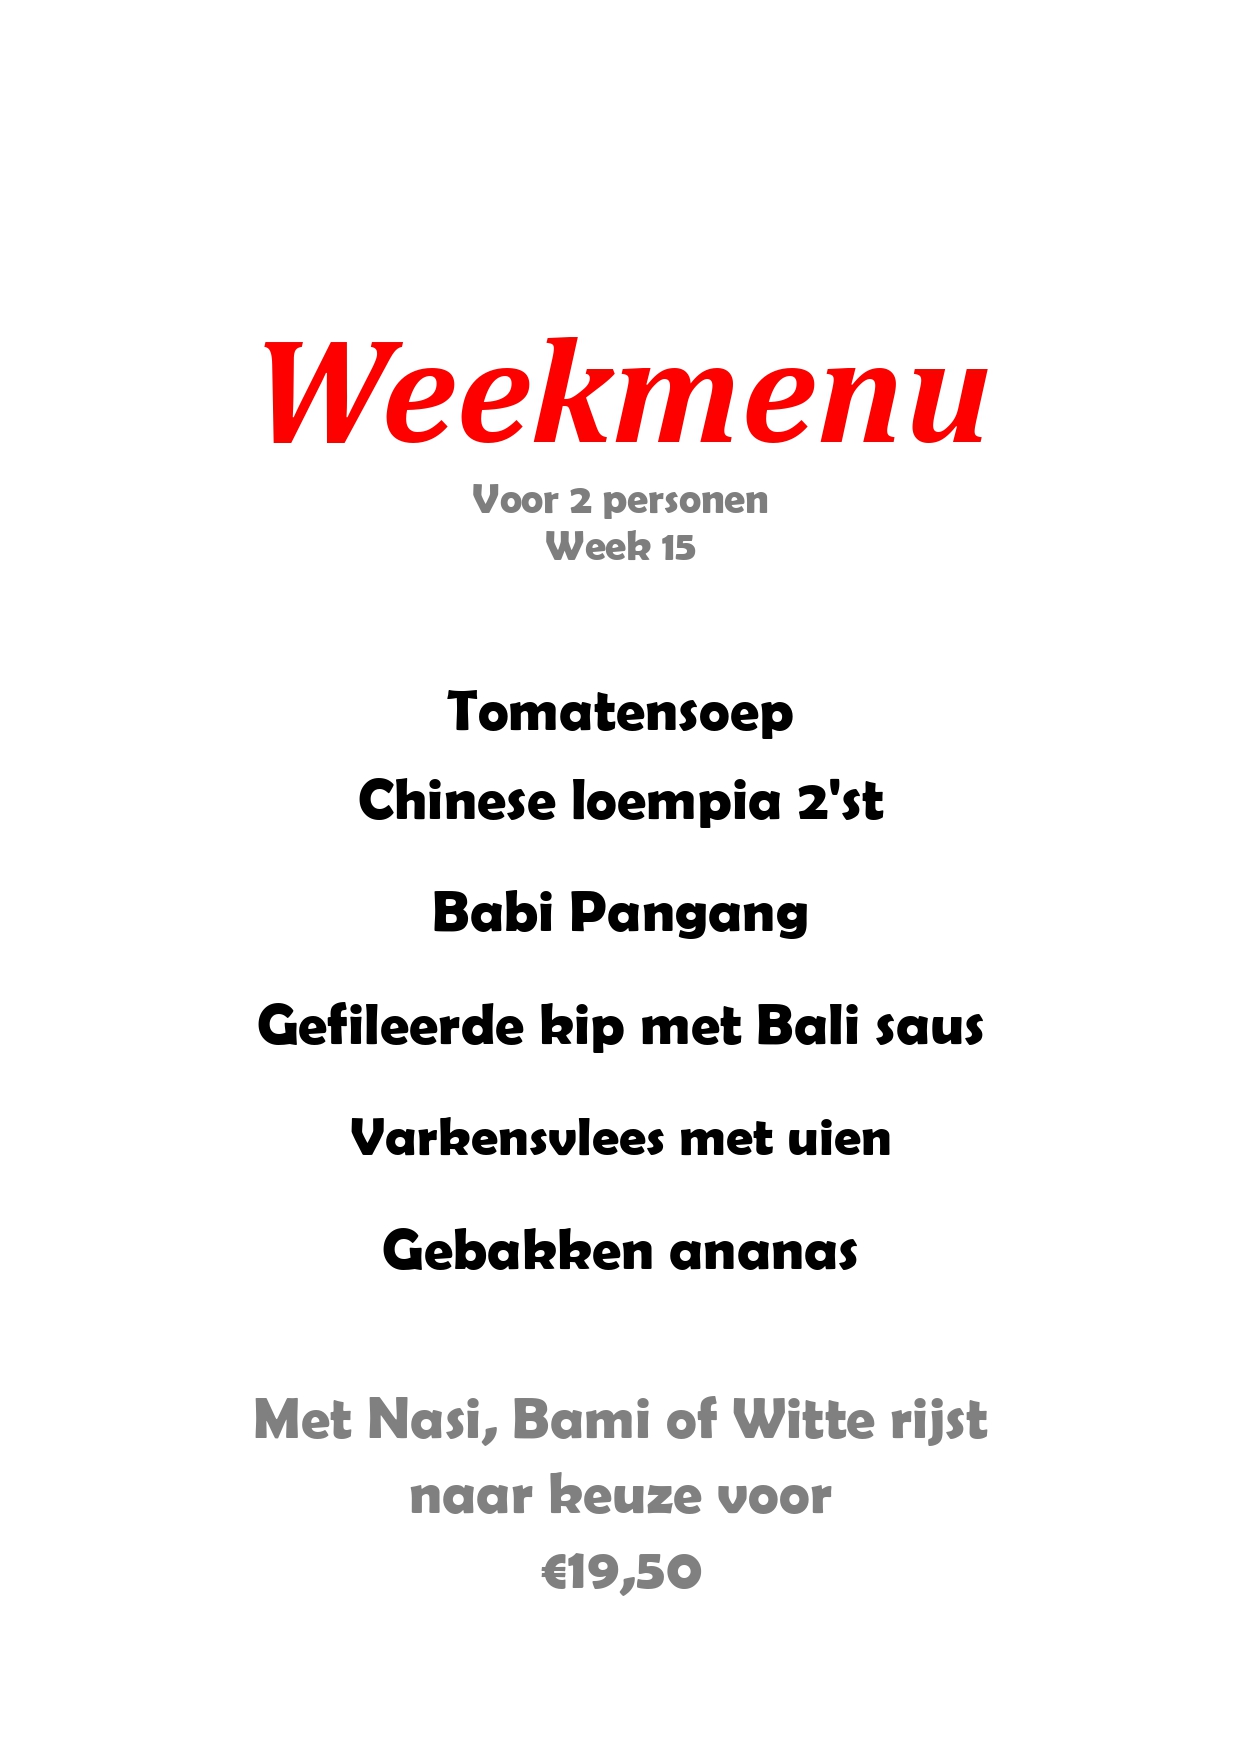 Weekmenu
Voor 2 personen
Week 15
Tomatensoep
Chinese loempia 2'st
Babi Pangang
Gefileerde kip met Bali saus
Varkensvlees met uien
Gebakken ananas
Met Nasi, Bami of Witte rijst
naar keuze voor
€19,50